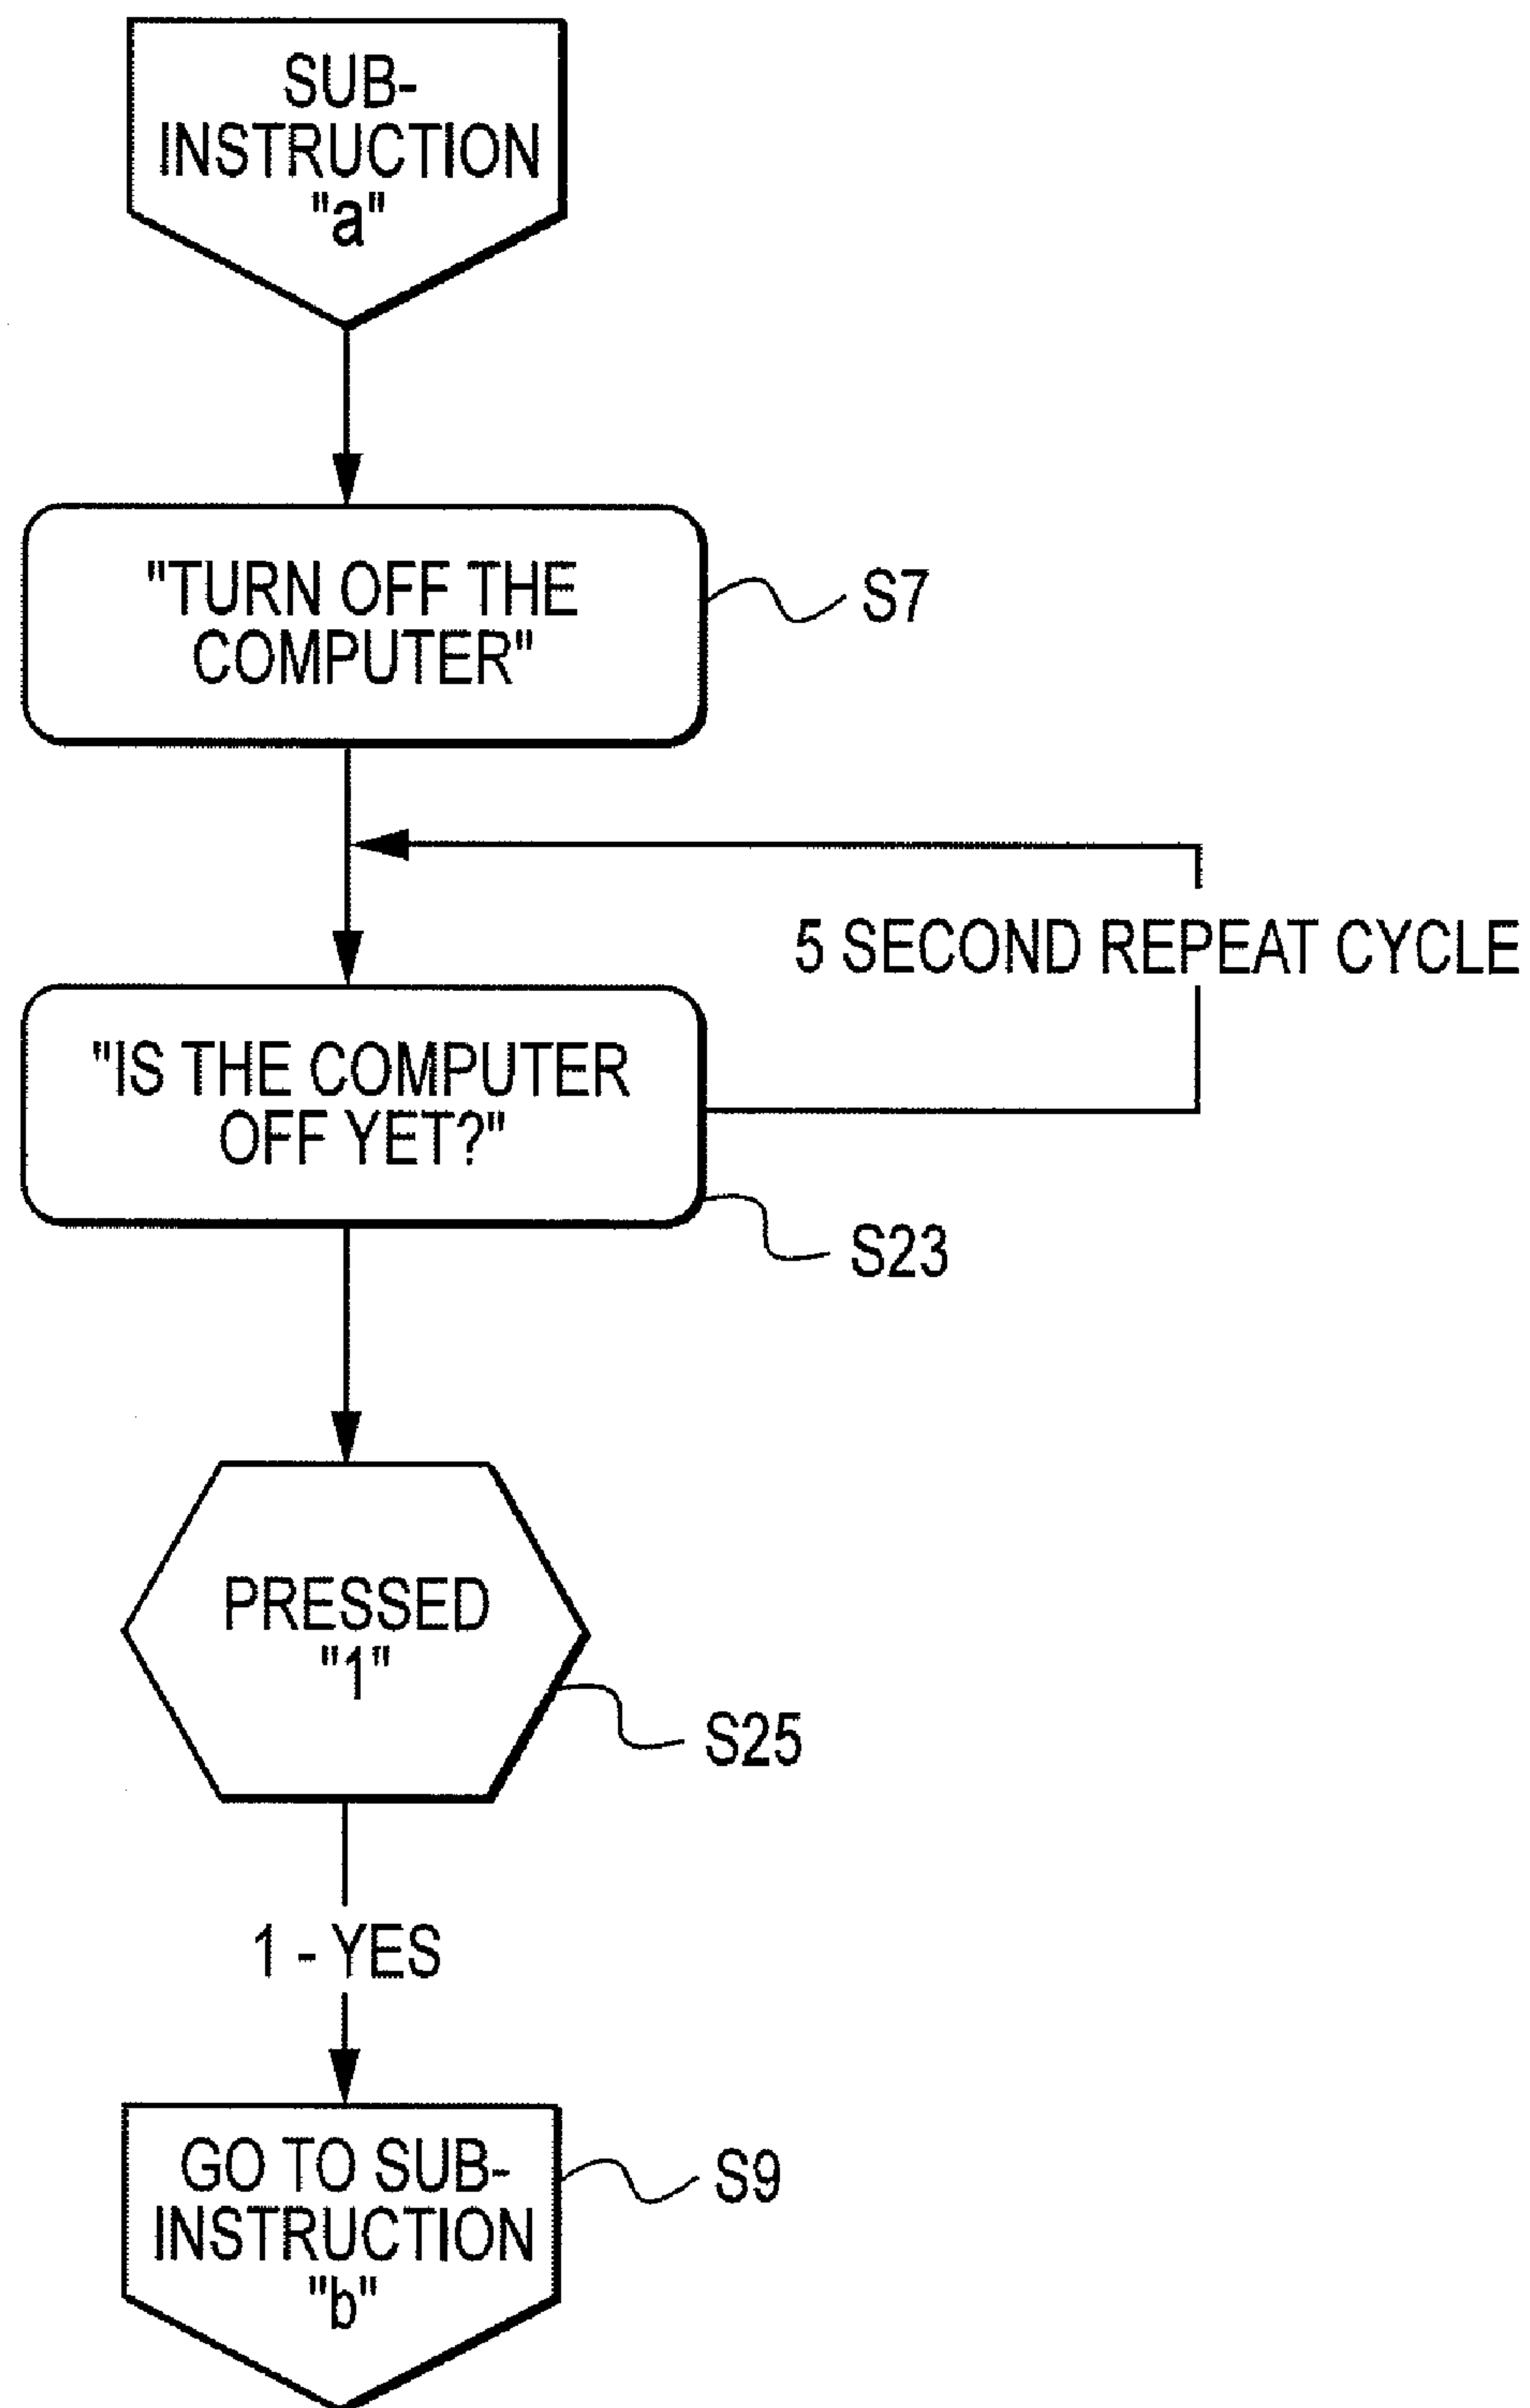 SUB-
INSTRUCTION
"a"
"TURN OFF THE
COMPUTER"
S7
5 SECOND REPEAT CYCLE
"IS THE COMPUTER
OFF YET?"
S23
PRESSED
"1"
S25
1 - YES
GO TO SUB-
INSTRUCTION
"b"
S9